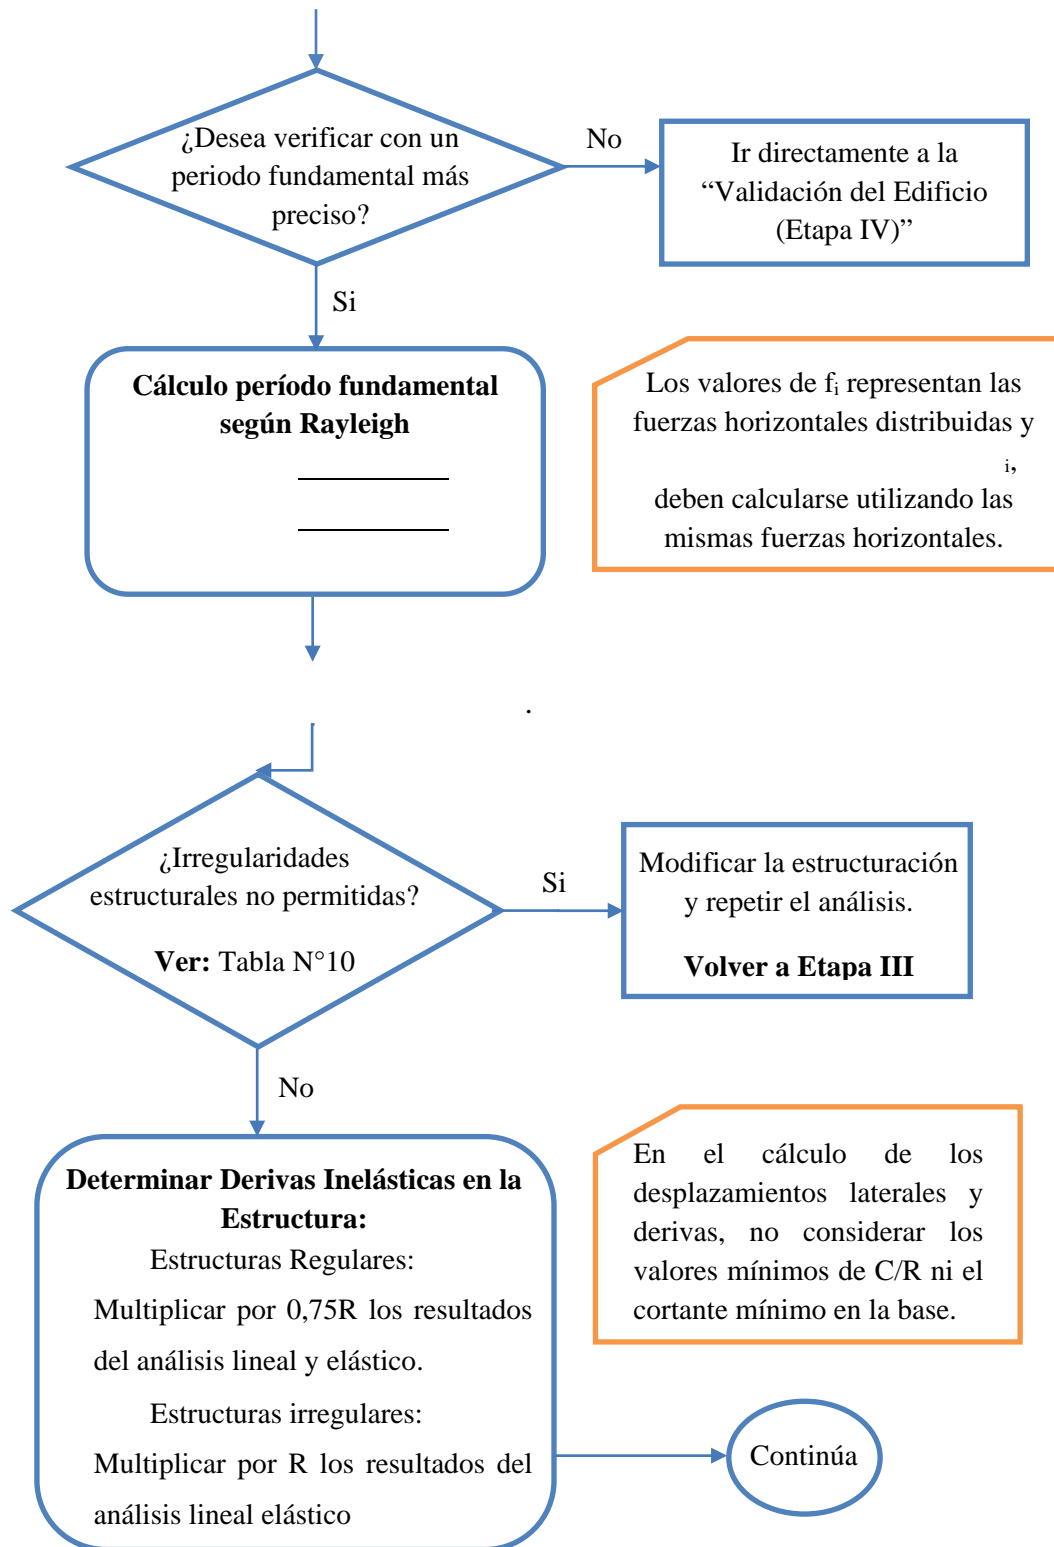 ¿Desea verificar con un
periodo fundamental más
preciso?
No
Ir directamente a la
“Validación del Edificio
(Etapa IV)”
Si
Cálculo período fundamental
según Rayleigh
Los valores de fi representan las
fuerzas horizontales distribuidas y
i,
deben calcularse utilizando las
mismas fuerzas horizontales.
.
¿Irregularidades
estructurales no permitidas?
Ver: Tabla N°10
Si
Modificar la estructuración
y repetir el análisis.
Volver a Etapa III
No
Determinar Derivas Inelásticas en la
Estructura:
Estructuras Regulares:
Multiplicar por 0,75R los resultados
del análisis lineal y elástico.
Estructuras irregulares:
Multiplicar por R los resultados del
análisis lineal elástico
En el cálculo de los
desplazamientos laterales y
derivas, no considerar los
valores mínimos de C/R ni el
cortante mínimo en la base.
Continúa